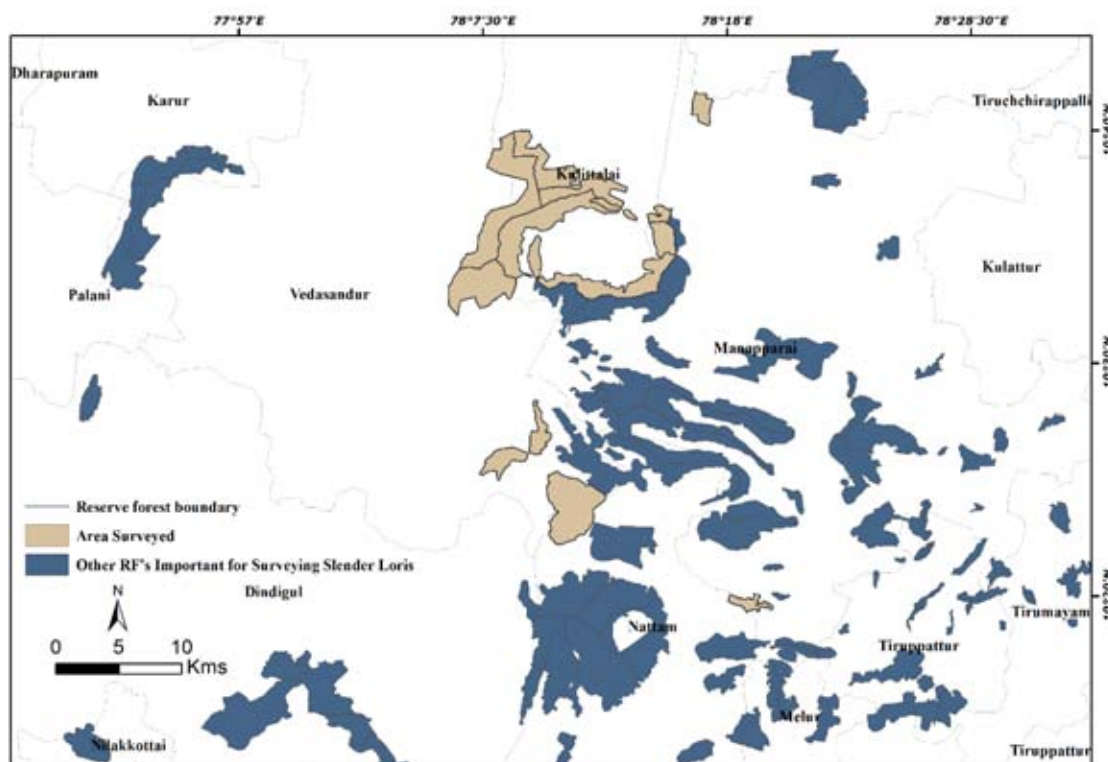 77°57'E 78°7'30"E 78°18'E 78°28'30"E
Dharapuram
Karur
Tiruchchirappalli
Kulattur
Palani
Vedasandur
Manapparai
Reserve forest boundary
Area Surveyed
Other RF's Important for Surveying Slender Loris
Dindigul
N
0 5 10
Kms
Nattam
Tirumayam
Tiruppattur
Melur
Nilakkottai
Tiruppattur